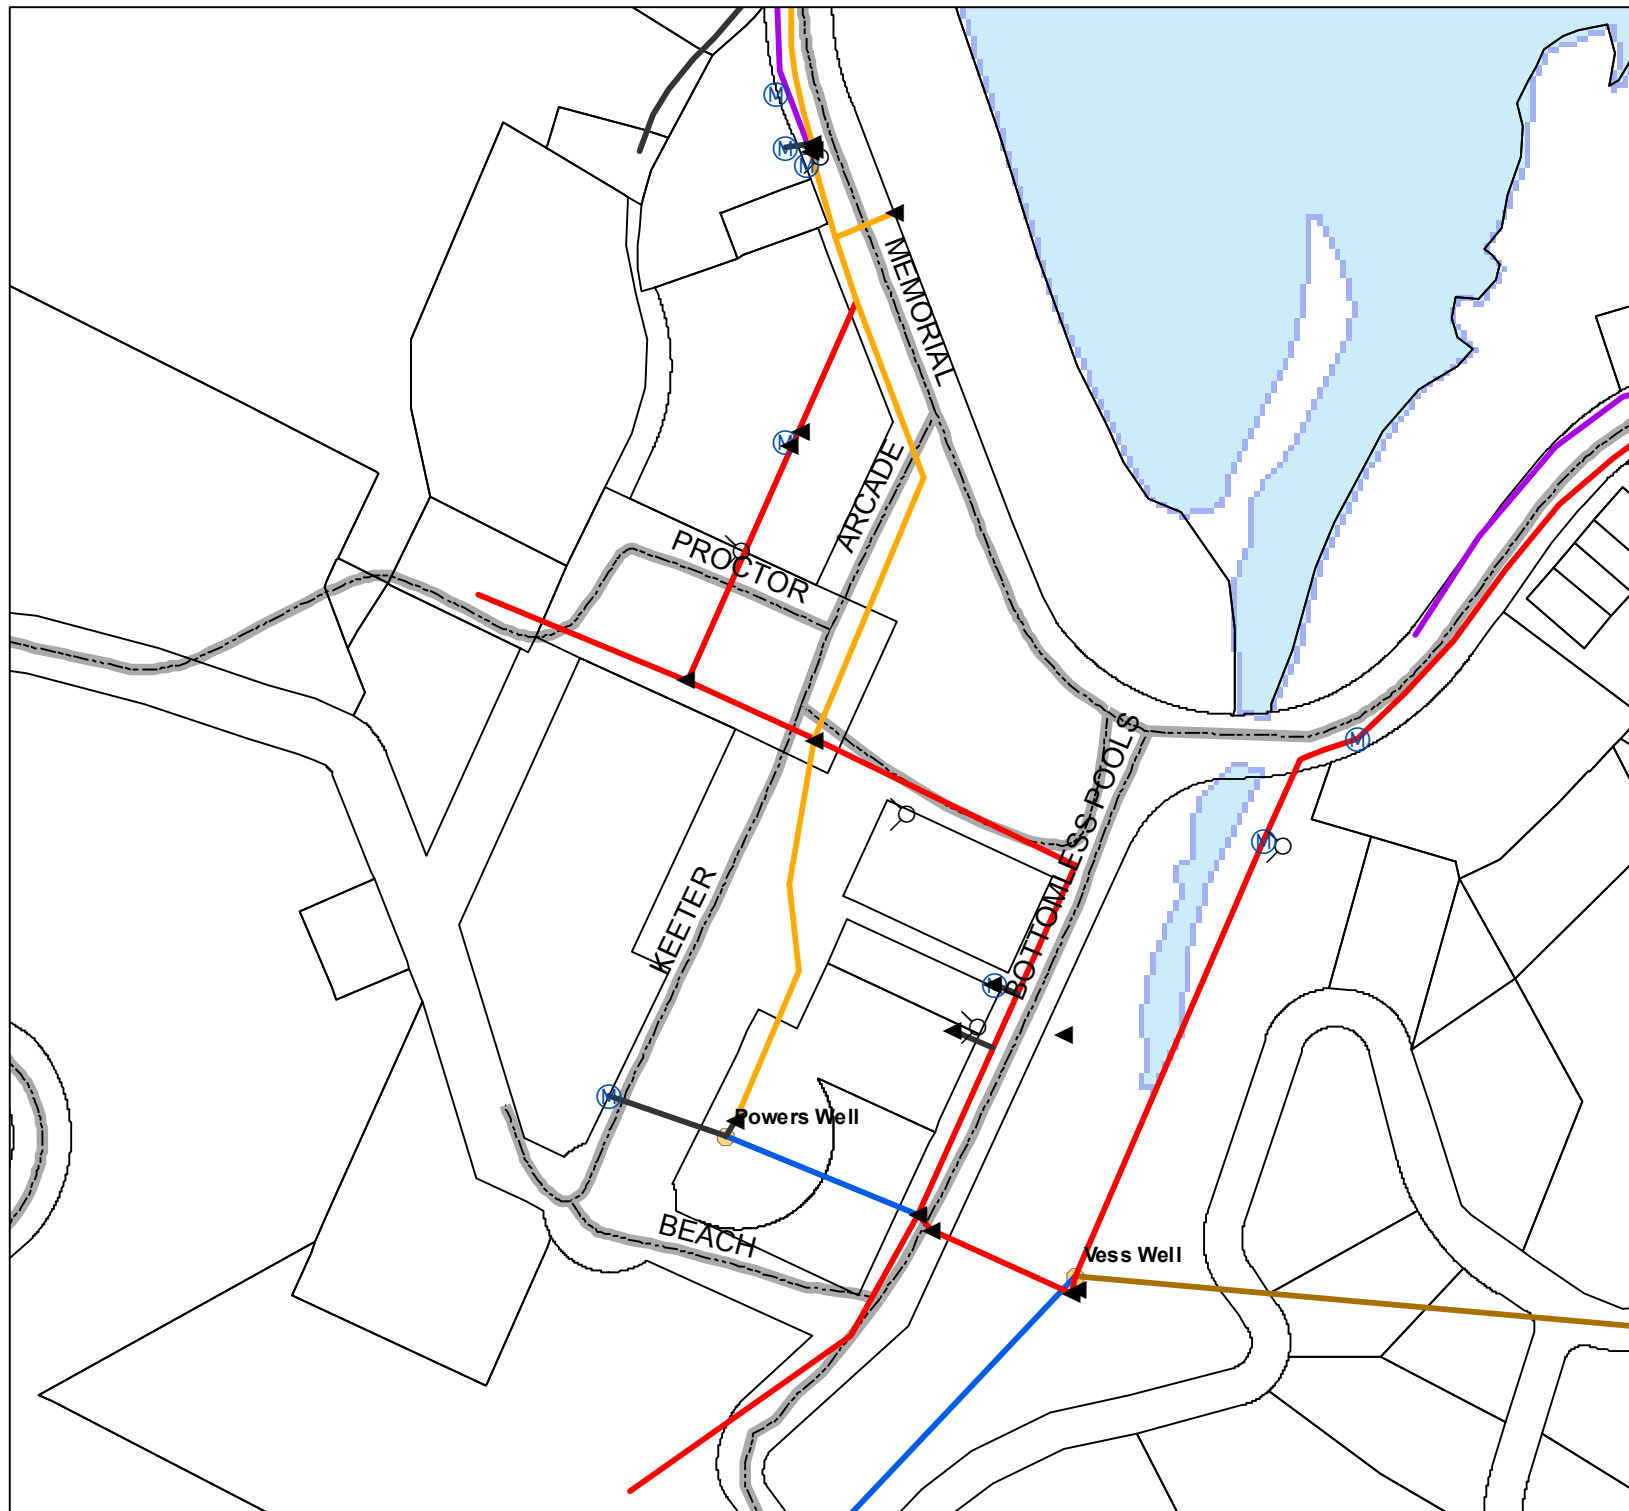 M
M
M
MEMORIAL
M
ARCADE
PROCTOR
BOTTOMLESS POOLS
M
M
KEETER
M
M
Powers Well
BEACH
Vess Well